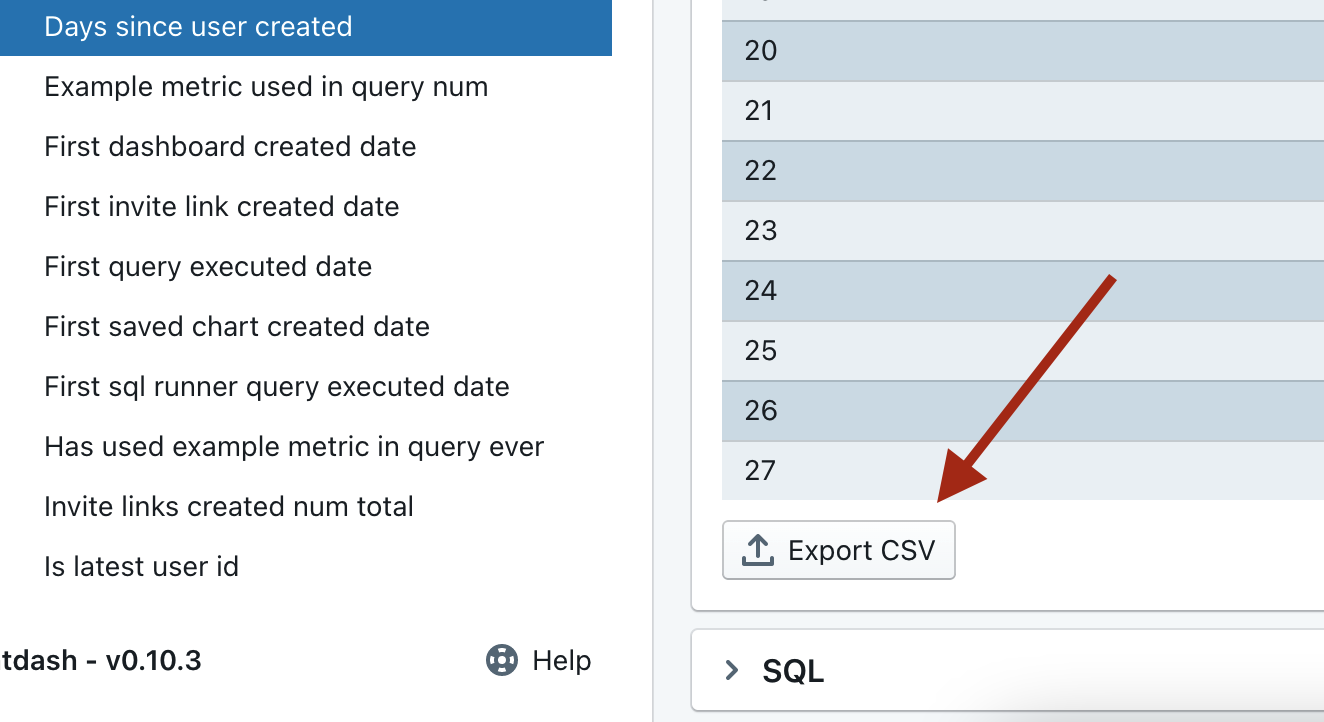 Days since user created
Example metric used in query num
First dashboard created date
First invite link created date
First query executed date
First saved chart created date
First sql runner query executed date
Has used example metric in query ever
Invite links created num total
Is latest user id
tdash - v0.10.3
Help
20
21
22
23
24
25
26
27
Export CSV
SQL